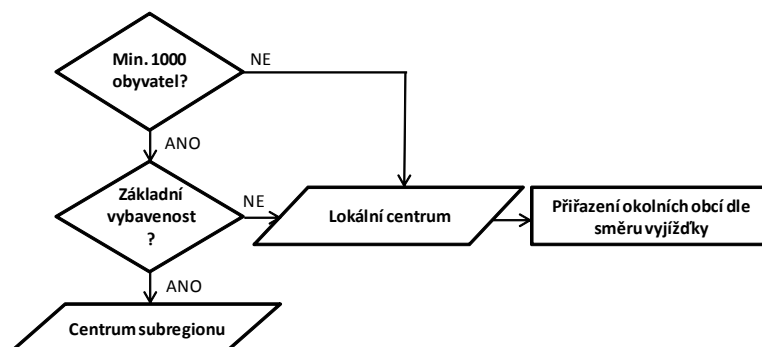 Min. 1000
obyvatel?
NE
ANO
Základní
vybavenost
?
NE
Lokální centrum
Přiřazení okolních obcí dle
směru vyjížďky
ANO
Centrum subregionu